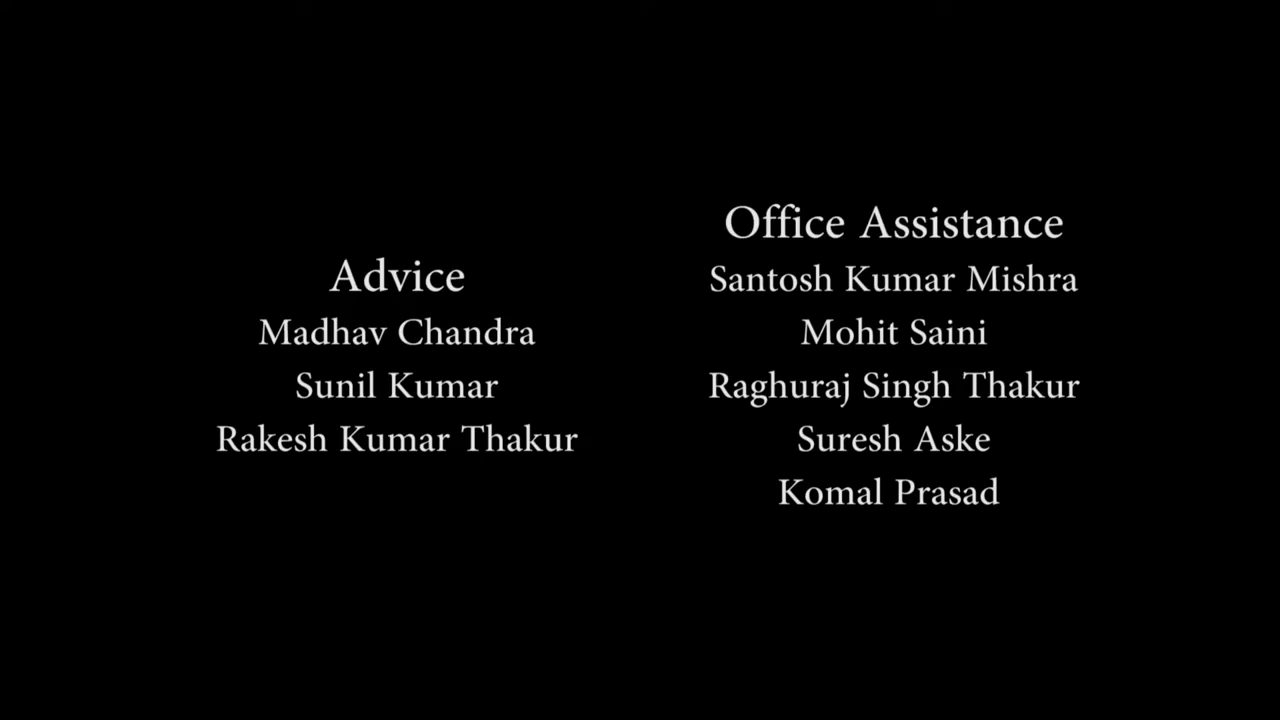 Advice
Madhav Chandra
Sunil Kumar
Rakesh Kumar Thakur
Office Assistance
Santosh Kumar Mishra
Mohit Saini
Raghuraj Singh Thakur
Suresh Aske
Komal Prasad